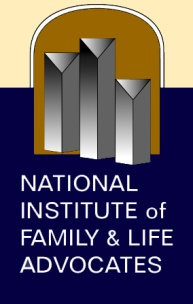 NATIONAL
INSTITUTE of
FAMILY & LIFE
ADVOCATES